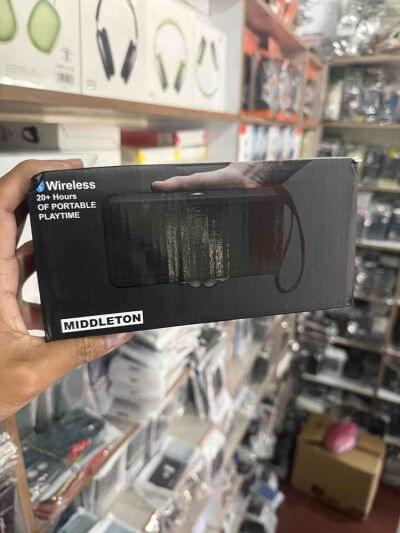 Wireless
20+ Hours
OF PORTABLE
PLAYTIME
MIDDLETON